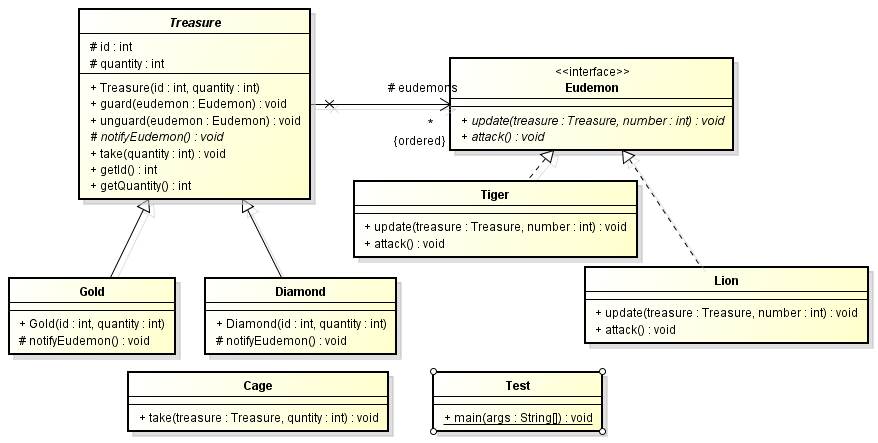 Treasure
# id : int
# quantity : int
+ Treasure(id : int, quantity : int)
+ guard(eudemon : Eudemon) : void
+ unguard(eudemon : Eudemon) : void
# notifyEudemon() : void
+ take(quantity : int) : void
+ getId() : int
+ getQuantity() : int
# eudemons
*
{ordered}
<<interface>>
Eudemon
+ update(treasure : Treasure, number : int) : void
+ attack() : void
Tiger
+ update(treasure : Treasure, number : int) : void
+ attack() : void
Lion
+ update(treasure : Treasure, number : int) : void
+ attack() : void
Gold
+ Gold(id : int, quantity : int)
# notifyEudemon() : void
Diamond
+ Diamond(id : int, quantity : int)
# notifyEudemon() : void
Cage
+ take(treasure : Treasure, quntity : int) : void
Test
+ main(args : String[]) : void